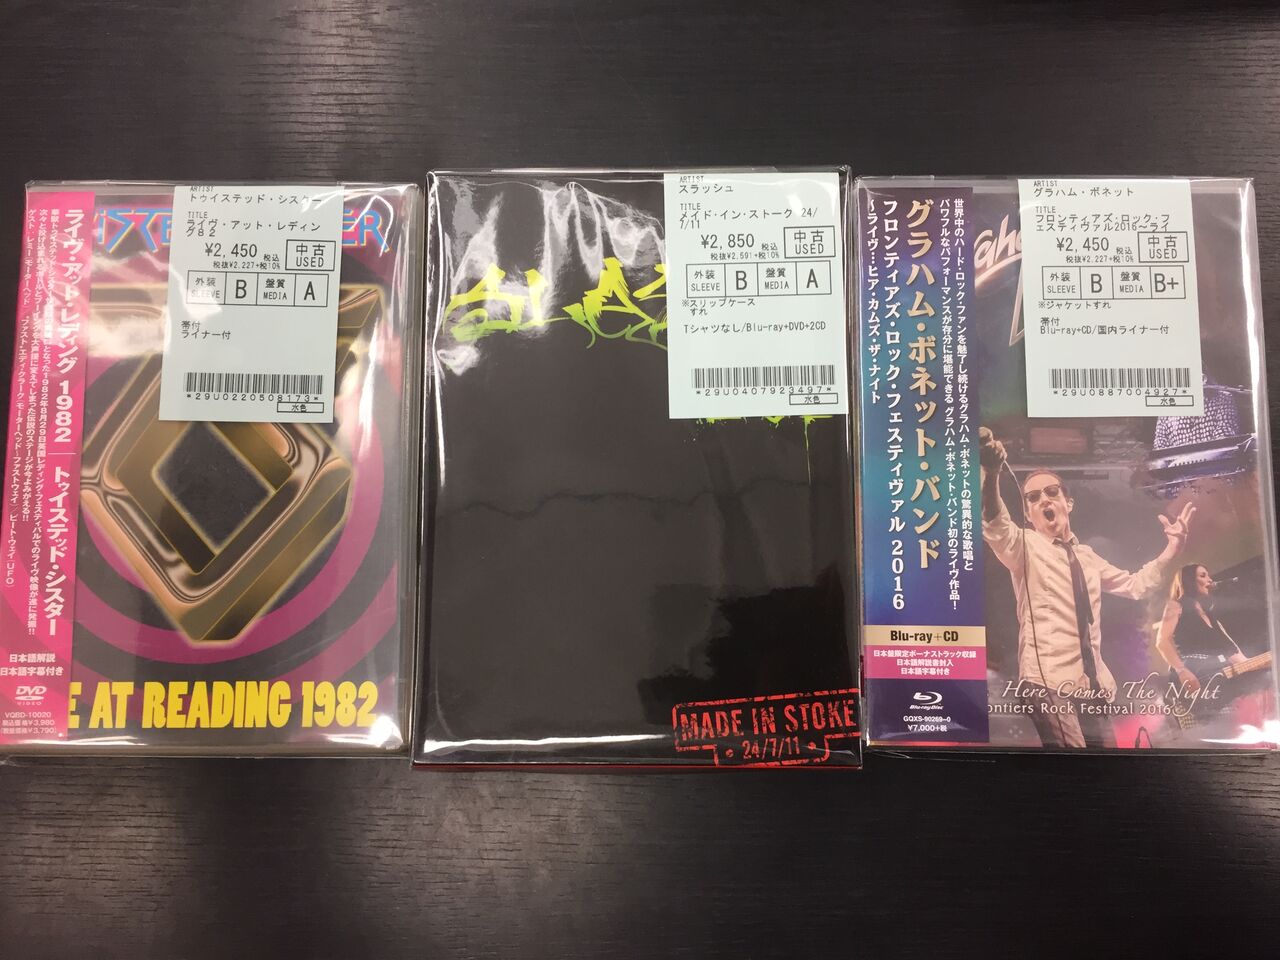 ライヴ・アット・レディング 1982
トゥイステッド・シスター
日本語解説
日本語字幕付き
DVD
VIDEO
VQBD-10020
E AT READING 1982
ARTIST
トゥイステッド・シスター
TITLE
ライヴ・アット・レディン
グ82
¥2,450 税込
税抜¥2,227+税10%
中古
USED
外装
SLEEVE
B
盤質
MEDIA
A
帯付
ライナー付
*29U0220508173*
水色
ARTIST
スラッシュ
TITLE
メイド・イン・ストーク 24/
7/11
¥2,850 税込
税抜¥2,591+税10%
中古
USED
外装
SLEEVE
B
盤質
MEDIA
A
※スリップケース
すれ
Tシャツなし/Blu-ray+DVD+2CD
*29U0407923497*
水色
MADE IN STOKE
• 24/7/11 •
世界中のハード・ロック・ファンを魅了し続けるグラハム・ボネットの驚異的な歌唱と
パワフルなパフォーマンスが存分に堪能できる グラハム・ボネット・バンド初のライヴ作品!
グラハム・ボネット・バンド
フロンティアズ・ロック・フェスティヴァル 2016
〜ライヴ…ヒア・カムズ・ザ・ナイト
Blu-ray+CD
日本盤限定ボーナストラック収録
日本語解説書封入
日本語字幕付き
Blu-ray Disc
GQXS-90269~0
¥7,000+税
ARTIST
グラハム・ボネット
TITLE
フロンティアズ・ロック・フ
ェスティヴァル2016〜ライ
¥2,450 税込
税抜¥2,227+税10%
中古
USED
外装
SLEEVE
B
盤質
MEDIA
B+
※ジャケットすれ
帯付
Blu-ray+CD/国内ライナー付
*29U0887004927*
水色
Here Comes The Night
ontiers Rock Festival 2016